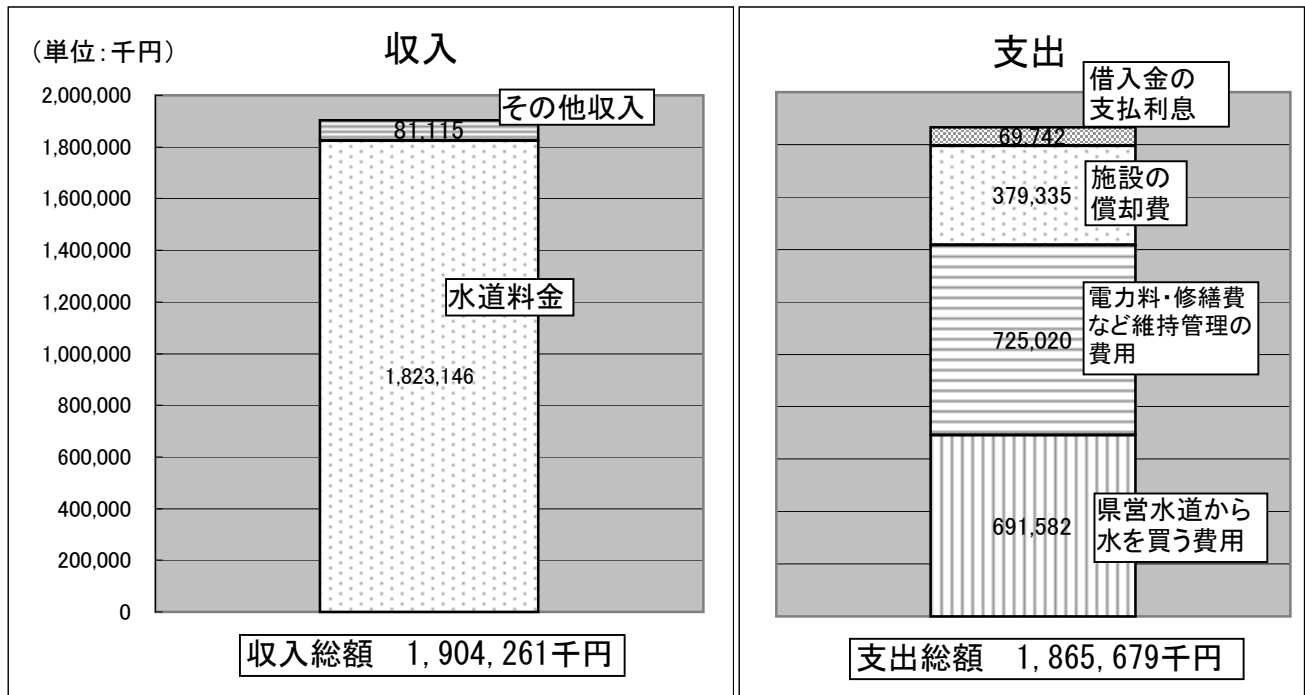 (単位:千円)
収入
2,000,000
1,800,000
1,600,000
1,400,000
1,200,000
1,000,000
800,000
600,000
400,000
200,000
0
その他収入
81,115
水道料金
1,823,146
収入総額 1,904,261千円
支出
借入金の
支払利息
69,742
施設の
償却費
379,335
電力料・修繕費
など維持管理の
費用
725,020
県営水道から
水を買う費用
691,582
支出総額 1,865,679千円